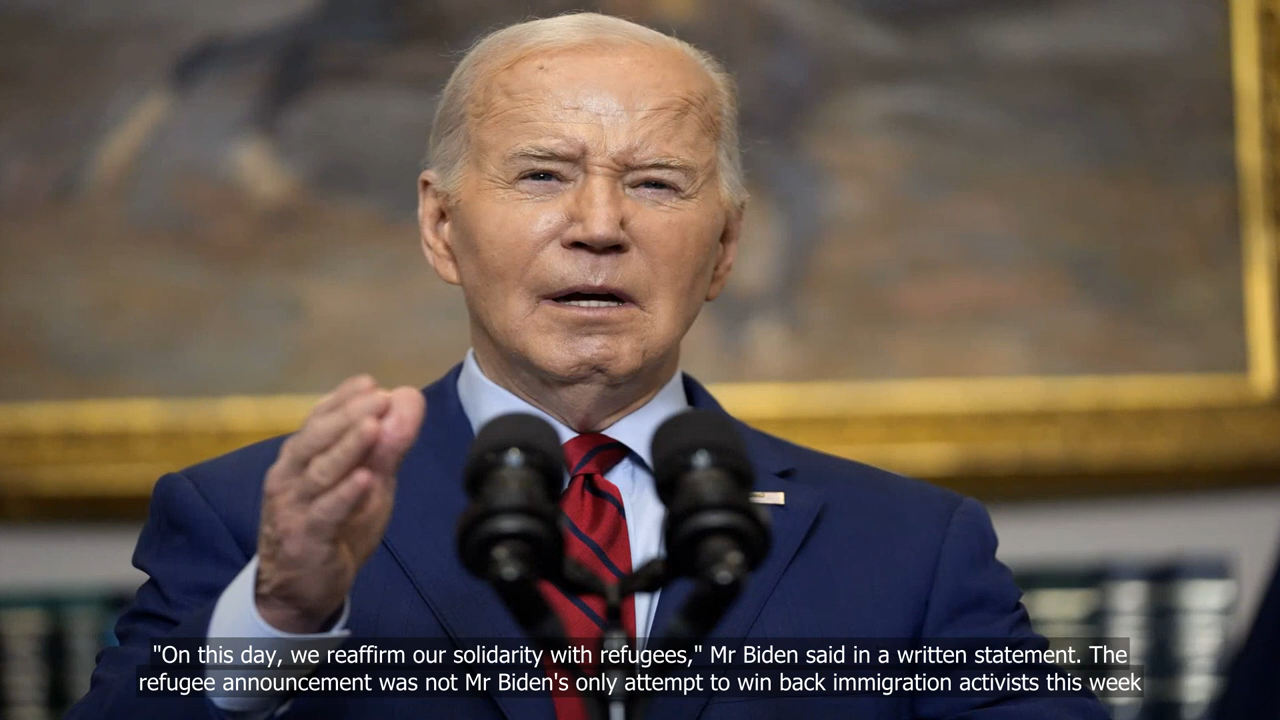 "On this day, we reaffirm our solidarity with refugees," Mr Biden said in a written statement. The
refugee announcement was not Mr Biden's only attempt to win back immigration activists this week